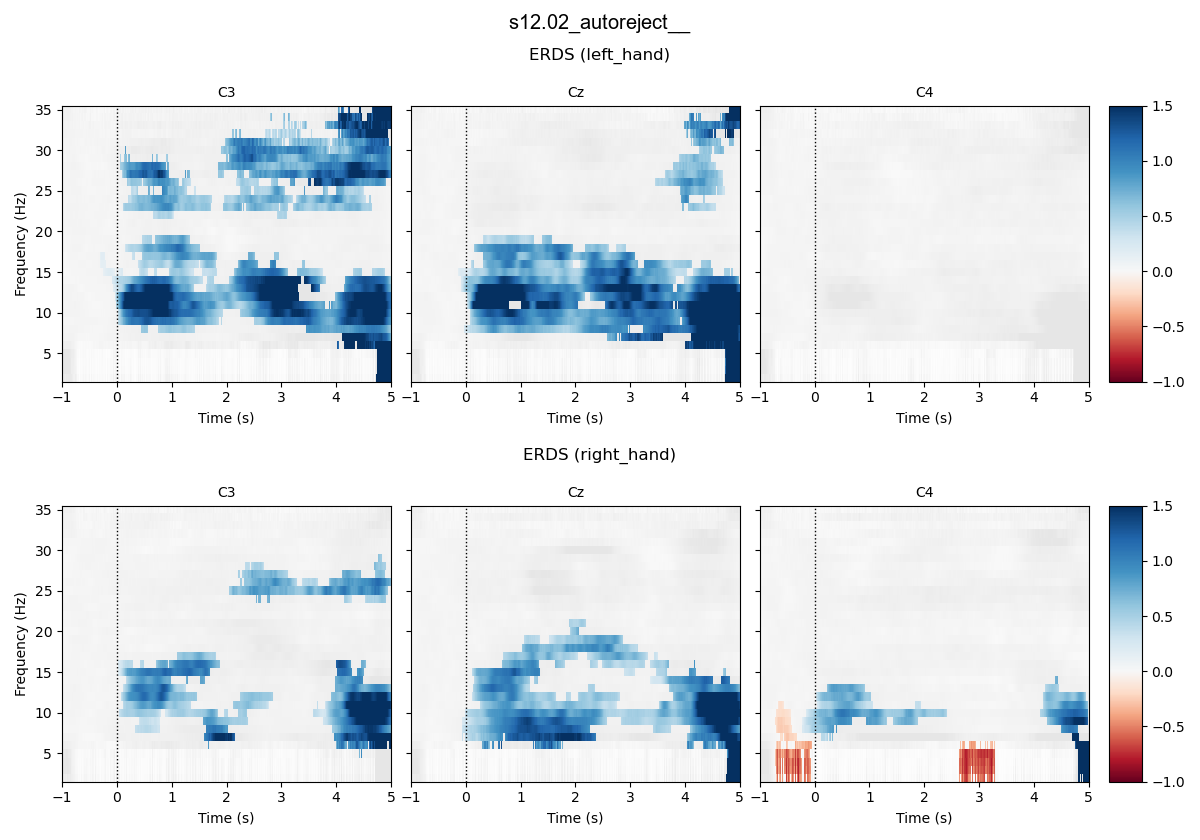 s12.02_autoreject__
ERDS (left_hand)
C3 Cz C4
35
30
25
20
15
10
5
Frequency (Hz)
−1 0 1 2 3 4 5 −1 0 1 2 3 4 5 −1 0 1 2 3 4 5
Time (s) Time (s) Time (s)
1.5
1.0
0.5
0.0
−0.5
−1.0
ERDS (right_hand)
C3 Cz C4
35
30
25
20
15
10
5
Frequency (Hz)
−1 0 1 2 3 4 5 −1 0 1 2 3 4 5 −1 0 1 2 3 4 5
Time (s) Time (s) Time (s)
1.5
1.0
0.5
0.0
−0.5
−1.0